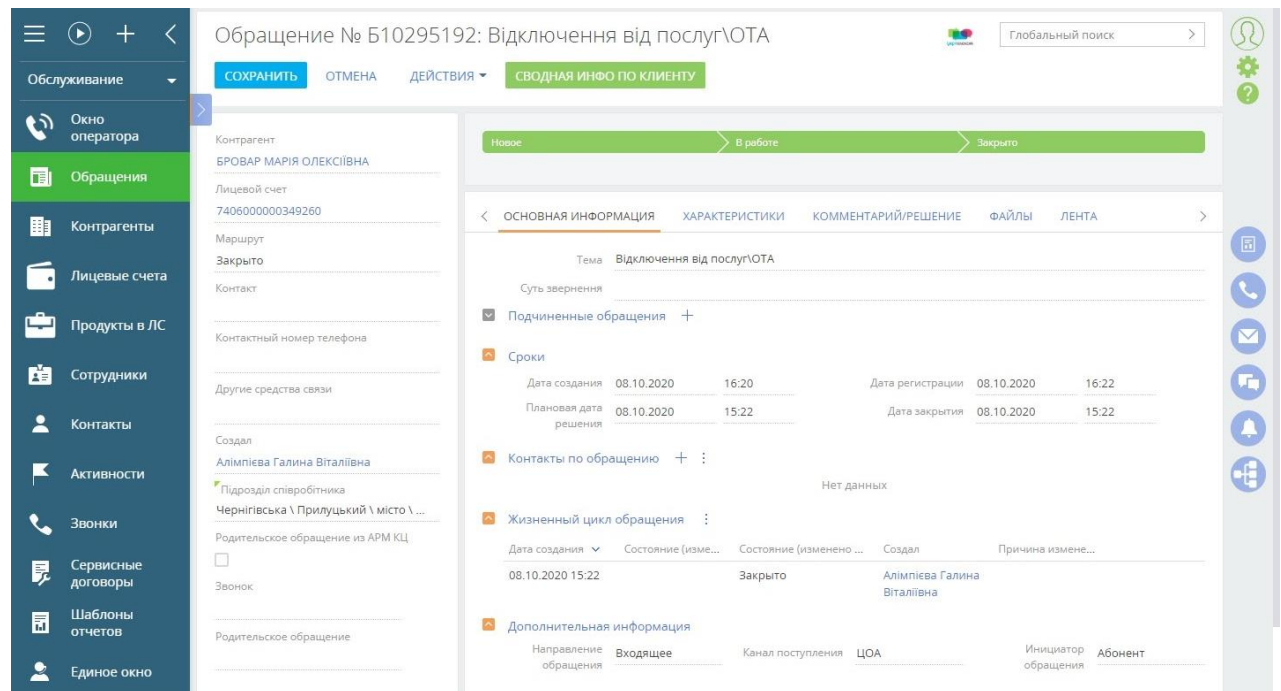 Обращение № Б10295192: Відключення від послуг\ОТА
Глобальный поиск
СОХРАНИТЬ ОТМЕНА ДЕЙСТВИЯ СВОДНАЯ ИНФО ПО КЛИЕНТУ
Обслуживание
Окно
оператора
Обращения
Контрагенты
Лицевые счета
Продукты в ЛС
Сотрудники
Контакты
Активности
Звонки
Сервисные
договоры
Шаблоны
отчетов
Единое окно
Контрагент
БРОВАР МАРІЯ ОЛЕКСІЇВНА
Лицевой счет
7406000000349260
Маршрут
Закрыто
Контакт
Контактный номер телефона
Другие средства связи
Создал
Алімпієва Галина Віталіївна
Підрозділ співробітника
Чернігівська \ Прилуцький \ місто \ ...
Родительское обращение из АРМ КЦ
Звонок
Родительское обращение
Новое В работе Закрыто
ОСНОВНАЯ ИНФОРМАЦИЯ ХАРАКТЕРИСТИКИ КОММЕНТАРИЙ/РЕШЕНИЕ ФАЙЛЫ ЛЕНТА
Тема Відключення від послуг\ОТА
Суть звернення
Подчиненные обращения
Сроки
Дата создания 08.10.2020 16:20 Дата регистрации 08.10.2020 16:22
Плановая дата
решения 08.10.2020 15:22 Дата закрытия 08.10.2020 15:22
Контакты по обращению
Нет данных
Жизненный цикл обращения
Дата создания Состояние (изме... Состояние (изменено ... Создал Причина измене...
08.10.2020 15:22 Закрыто Алімпієва Галина
Віталіївна
Дополнительная информация
Направление
обращения Входящее Канал поступления ЦОА Инициатор
обращения Абонент